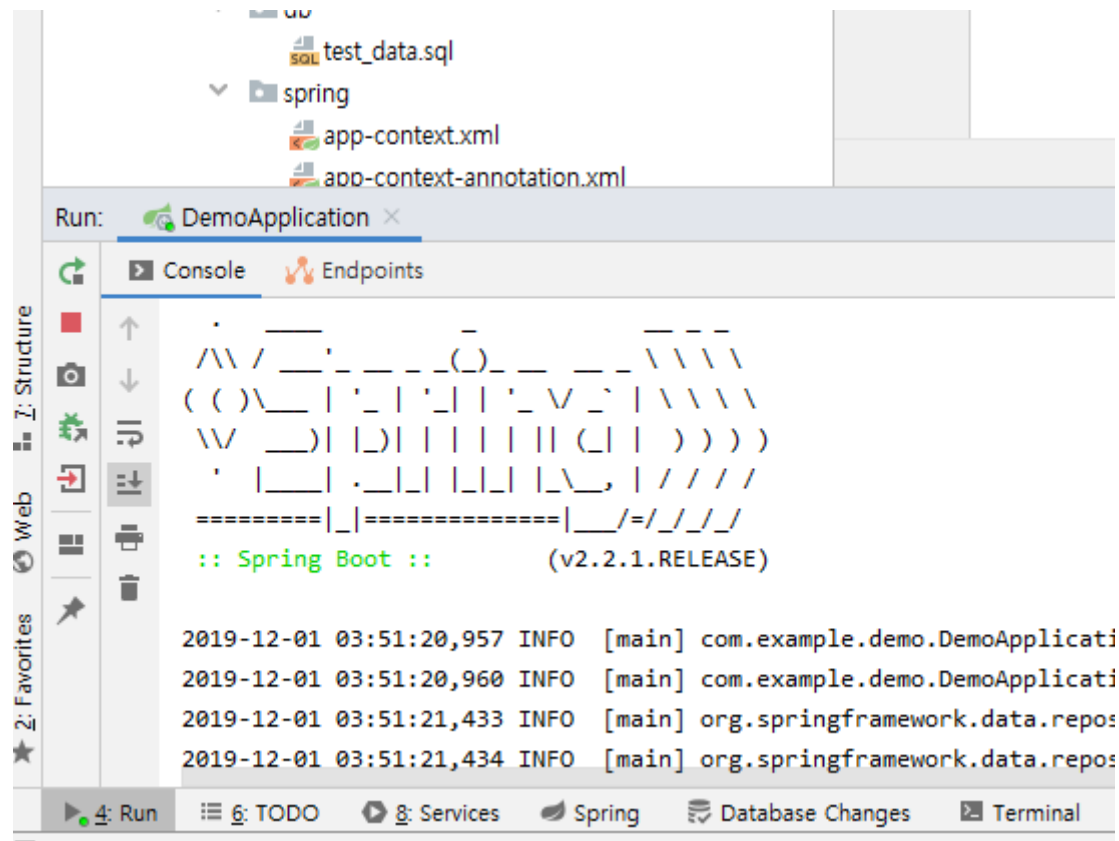 test_data.sql
spring
app-context.xml
app-context-annotation.xml
Run: DemoApplication
Console Endpoints
  .   ____          _            __ _ _
 /\\ / ___'_ __ _ _(_)_ __  __ _ \ \ \ \
( ( )\___ | '_ | '_| | '_ \/ _` | \ \ \ \
 \\/  ___)| |_)| | | | | || (_| |  ) ) ) )
  '  |____| .__|_| |_|_| |_\__, | / / / /
 =========|_|==============|___/=/_/_/_/
:: Spring Boot :: (v2.2.1.RELEASE)
2019-12-01 03:51:20,957 INFO [main] com.example.demo.DemoApplicati
2019-12-01 03:51:20,960 INFO [main] com.example.demo.DemoApplicati
2019-12-01 03:51:21,433 INFO [main] org.springframework.data.repos
2019-12-01 03:51:21,434 INFO [main] org.springframework.data.repos
7: Structure
Web
2: Favorites
4: Run 6: TODO 8: Services Spring Database Changes Terminal